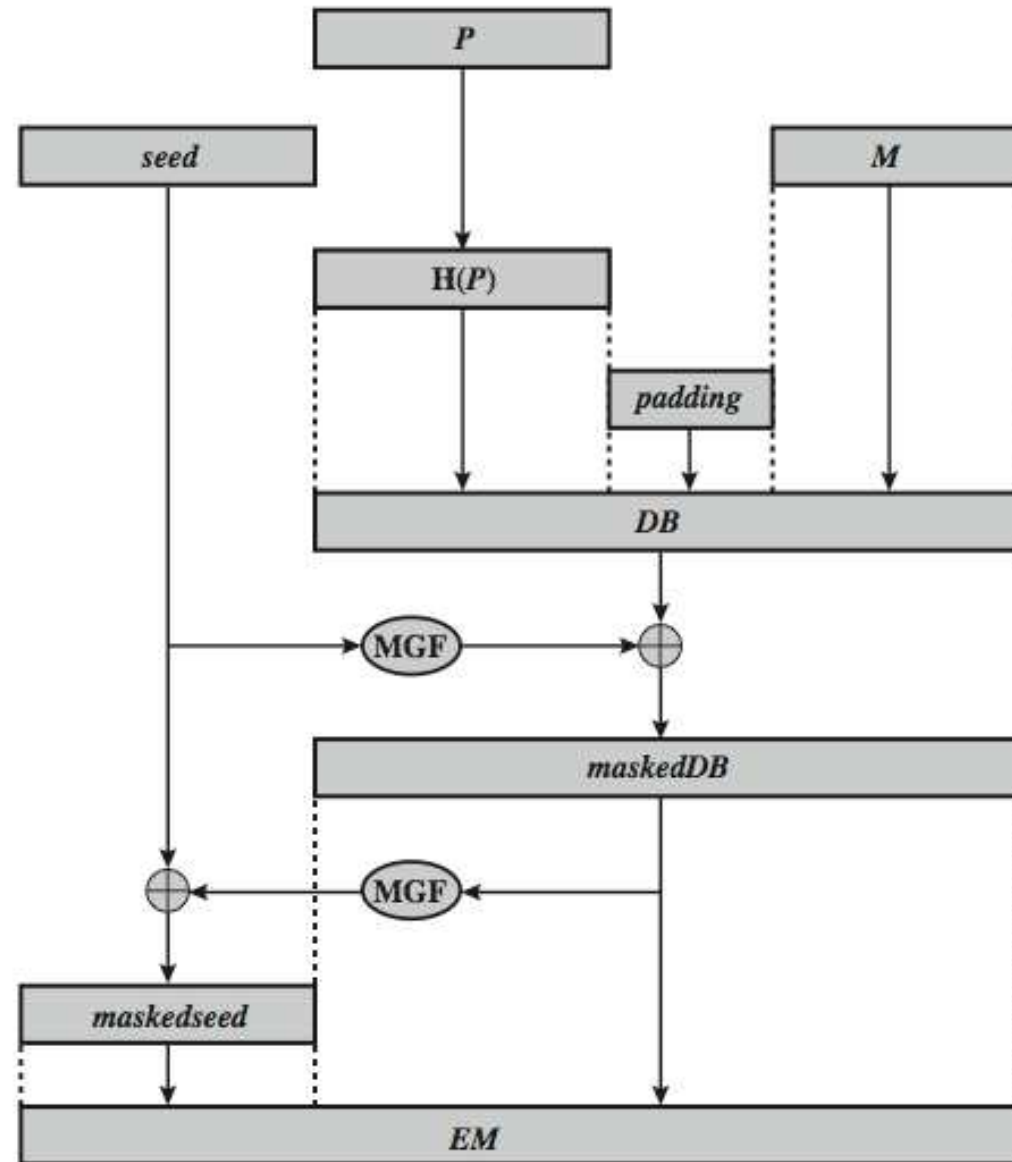 P
seed
M
H(P)
padding
DB
MGF
maskedDB
MGF
maskedseed
EM